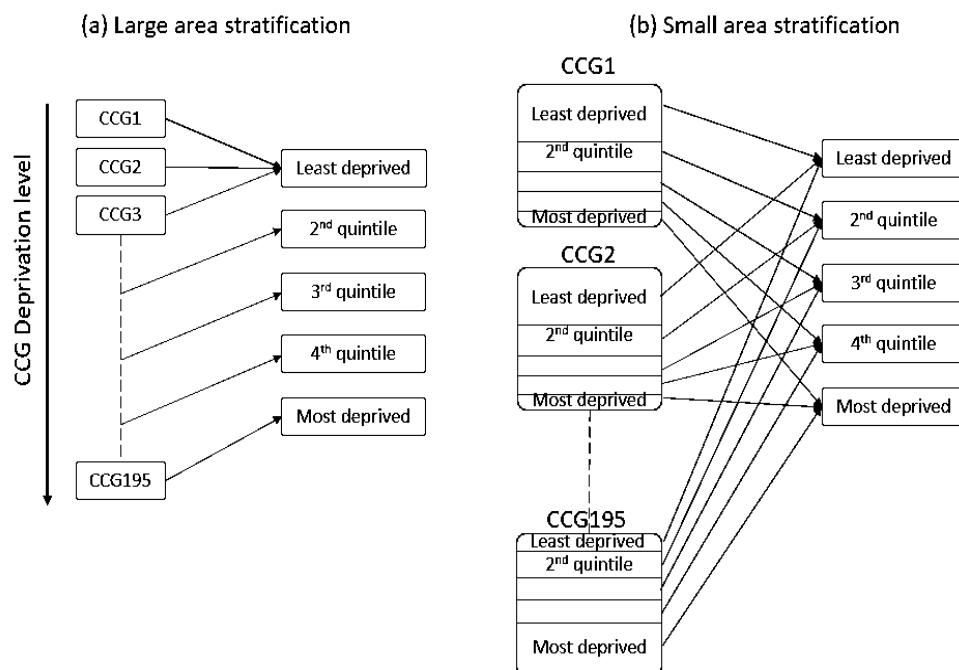 (a) Large area stratification
CCG Deprivation level
CCG1
CCG2
CCG3
CCG195
Least deprived
2nd quintile
3rd quintile
4th quintile
Most deprived
(b) Small area stratification
CCG1
Least deprived
2nd quintile
Most deprived
CCG2
Least deprived
2nd quintile
Most deprived
CCG195
Least deprived
2nd quintile
Most deprived
Least deprived
2nd quintile
3rd quintile
4th quintile
Most deprived